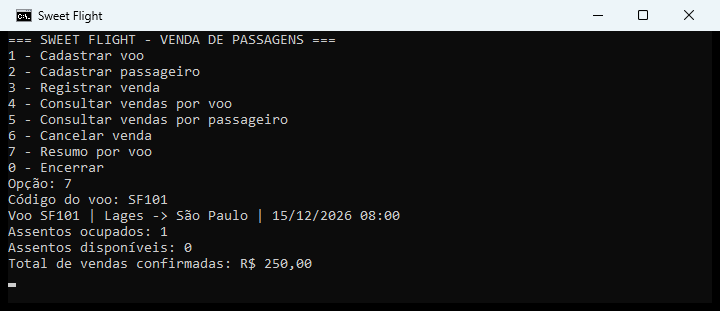 Sweet Flight
=== SWEET FLIGHT - VENDA DE PASSAGENS ===
1 - Cadastrar voo
2 - Cadastrar passageiro
3 - Registrar venda
4 - Consultar vendas por voo
5 - Consultar vendas por passageiro
6 - Cancelar venda
7 - Resumo por voo
0 - Encerrar
Opção: 7
Código do voo: SF101
Voo SF101 | Lages -> São Paulo | 15/12/2026 08:00
Assentos ocupados: 1
Assentos disponíveis: 0
Total de vendas confirmadas: R$ 250,00